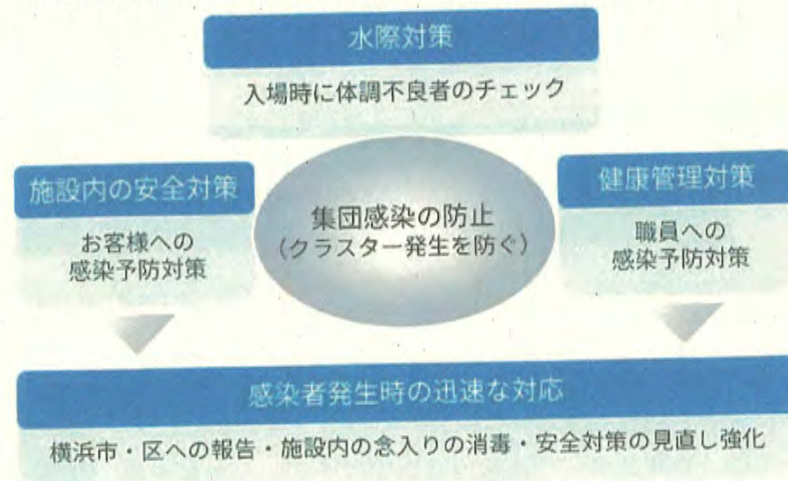 水際対策
入場時に体調不良者のチェック
施設内の安全対策
お客様への
感染予防対策
集団感染の防止
(クラスター発生を防ぐ)
健康管理対策
職員への
感染予防対策
感染者発生時の迅速な対応
横浜市・区への報告・施設内の念入りの消毒・安全対策の見直し強化